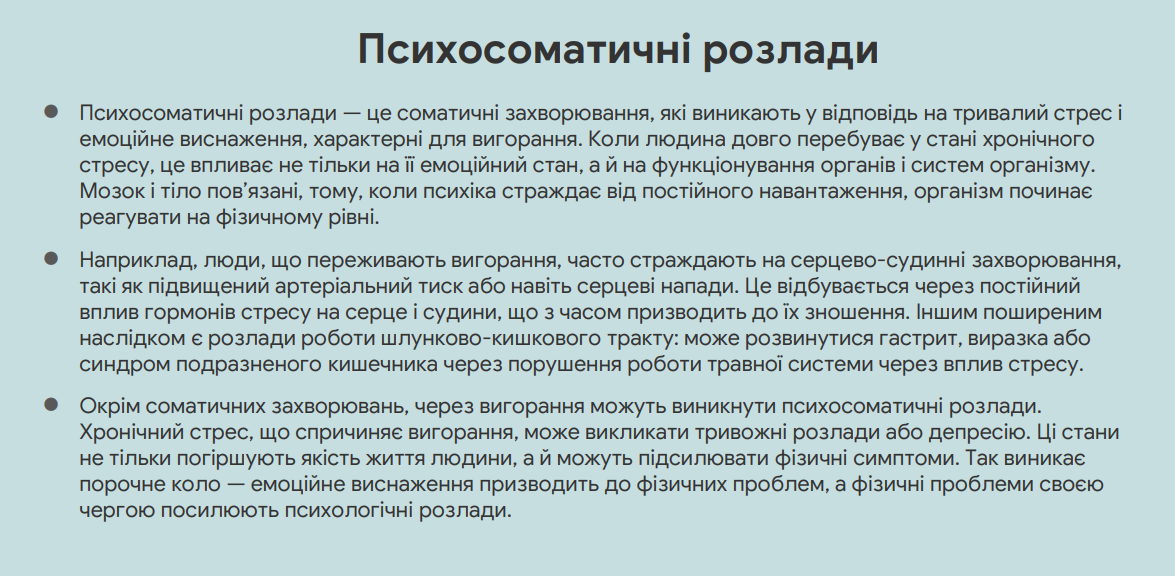 Психосоматичні розлади
● Психосоматичні розлади — це соматичні захворювання, які виникають у відповідь на тривалий стрес і
емоційне виснаження, характерні для вигорання. Коли людина довго перебуває у стані хронічного
стресу, це впливає не тільки на її емоційний стан, а й на функціонування органів і систем організму.
Мозок і тіло пов’язані, тому, коли психіка страждає від постійного навантаження, організм починає
реагувати на фізичному рівні.
● Наприклад, люди, що переживають вигорання, часто страждають на серцево-судинні захворювання,
такі як підвищений артеріальний тиск або навіть серцеві напади. Це відбувається через постійний
вплив гормонів стресу на серце і судини, що з часом призводить до їх зношення. Іншим поширеним
наслідком є розлади роботи шлунково-кишкового тракту: може розвинутися гастрит, виразка або
синдром подразненого кишечника через порушення роботи травної системи через вплив стресу.
● Окрім соматичних захворювань, через вигорання можуть виникнути психосоматичні розлади.
Хронічний стрес, що спричиняє вигорання, може викликати тривожні розлади або депресію. Ці стани
не тільки погіршують якість життя людини, а й можуть підсилювати фізичні симптоми. Так виникає
порочне коло — емоційне виснаження призводить до фізичних проблем, а фізичні проблеми своєю
чергою посилюють психологічні розлади.